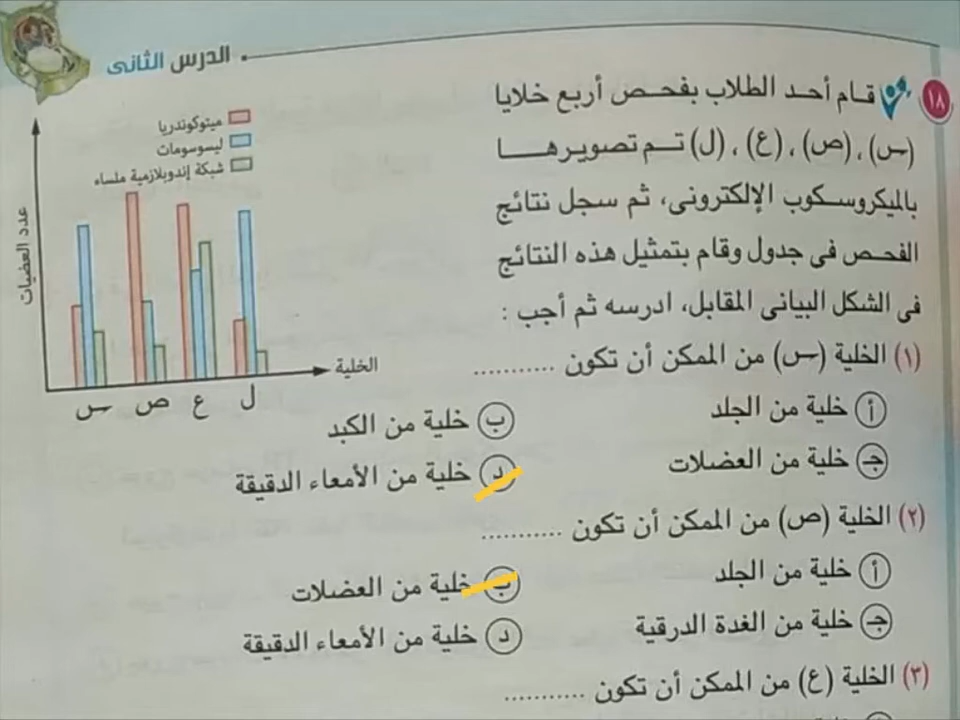 الدرس الثانى
١٨ قام أحد الطلاب بفحص أربع خلايا
(س)، (ص)، (ع)، (ل) تم تصويرها
بالميكروسكوب الإلكترونى، ثم سجل نتائج
الفحص فى جدول وقام بتمثيل هذه النتائج
فى الشكل البيانى المقابل، ادرسه ثم أجب :
ميتوكوندريا
ليسوسومات
شبكة إندوبلازمية ملساء
عدد العضيات
الخلية
س ص ع ل
(١) الخلية (س) من الممكن أن تكون ...........
أ خلية من الجلد
ب خلية من الكبد
جـ خلية من العضلات
د خلية من الأمعاء الدقيقة
(٢) الخلية (ص) من الممكن أن تكون ...........
أ خلية من الجلد
ب خلية من العضلات
جـ خلية من الغدة الدرقية
د خلية من الأمعاء الدقيقة
(٣) الخلية (ع) من الممكن أن تكون ...........